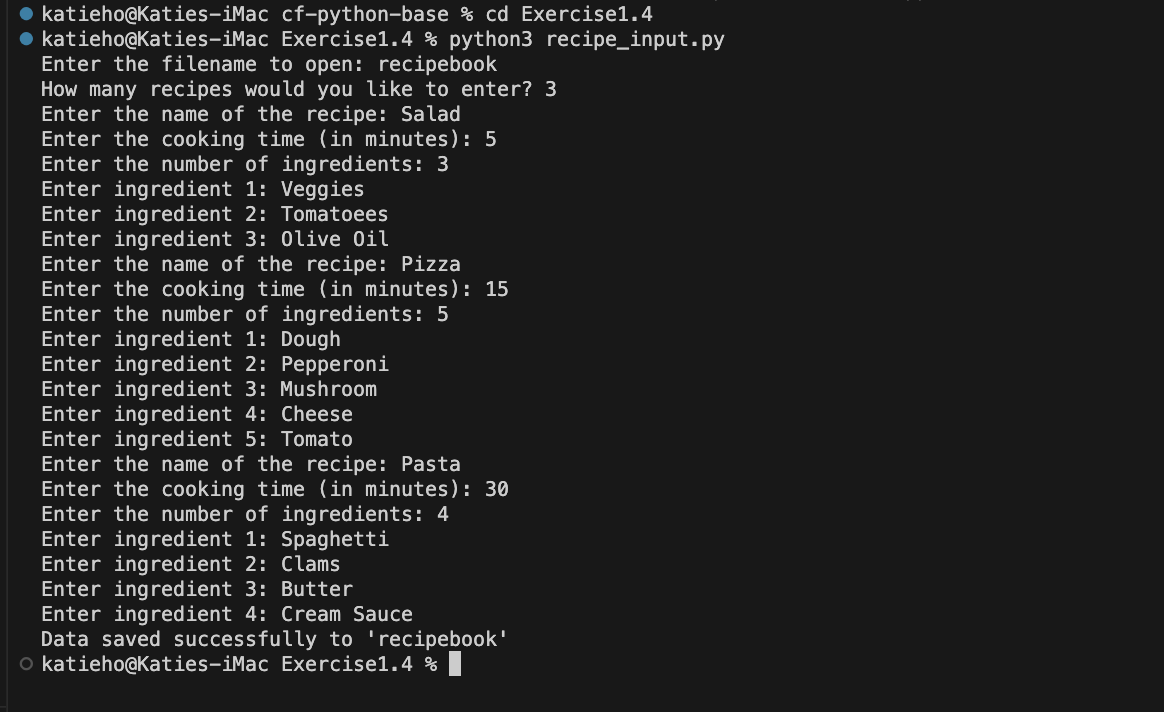 katieho@Katies-iMac cf-python-base % cd Exercise1.4
katieho@Katies-iMac Exercise1.4 % python3 recipe_input.py
Enter the filename to open: recipebook
How many recipes would you like to enter? 3
Enter the name of the recipe: Salad
Enter the cooking time (in minutes): 5
Enter the number of ingredients: 3
Enter ingredient 1: Veggies
Enter ingredient 2: Tomatoees
Enter ingredient 3: Olive Oil
Enter the name of the recipe: Pizza
Enter the cooking time (in minutes): 15
Enter the number of ingredients: 5
Enter ingredient 1: Dough
Enter ingredient 2: Pepperoni
Enter ingredient 3: Mushroom
Enter ingredient 4: Cheese
Enter ingredient 5: Tomato
Enter the name of the recipe: Pasta
Enter the cooking time (in minutes): 30
Enter the number of ingredients: 4
Enter ingredient 1: Spaghetti
Enter ingredient 2: Clams
Enter ingredient 3: Butter
Enter ingredient 4: Cream Sauce
Data saved successfully to 'recipebook'
katieho@Katies-iMac Exercise1.4 %